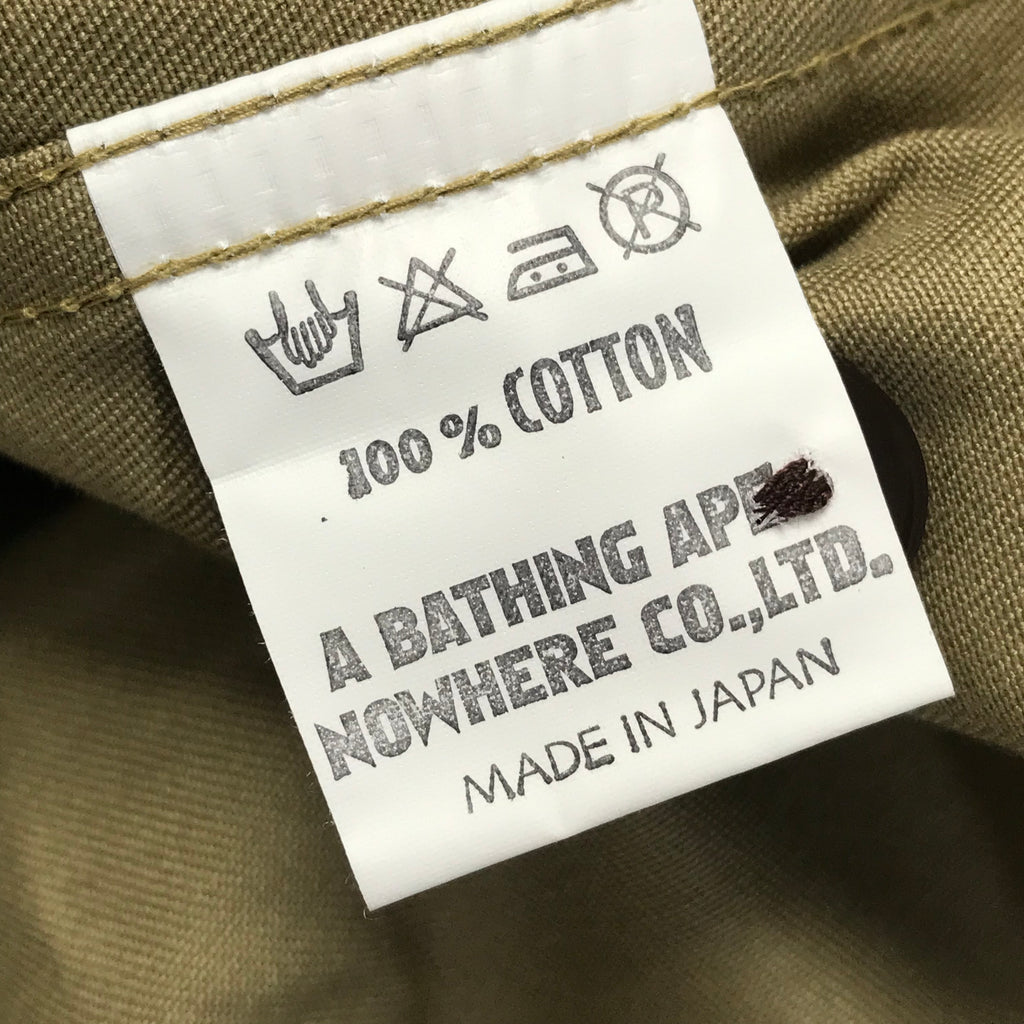 P
100% COTTON
A BATHING APE
NOWHERE CO.,LTD.
MADE IN JAPAN